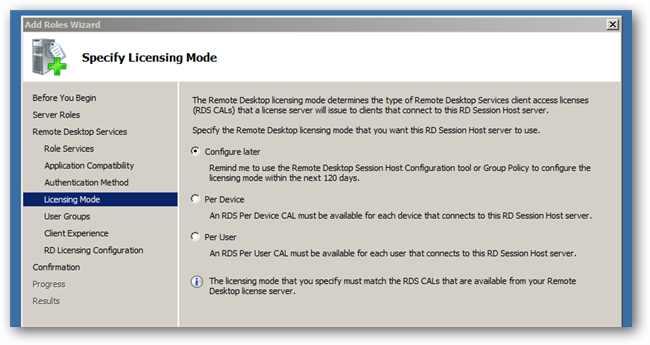 Add Roles Wizard
Specify Licensing Mode
Before You Begin
Server Roles
Remote Desktop Services
Role Services
Application Compatibility
Authentication Method
Licensing Mode
User Groups
Client Experience
RD Licensing Configuration
Confirmation
Progress
Results
The Remote Desktop licensing mode determines the type of Remote Desktop Services client access licenses
(RDS CALs) that a license server will issue to clients that connect to this RD Session Host server.
Specify the Remote Desktop licensing mode that you want this RD Session Host server to use.
Configure later
Remind me to use the Remote Desktop Session Host Configuration tool or Group Policy to configure the
licensing mode within the next 120 days.
Per Device
An RDS Per Device CAL must be available for each device that connects to this RD Session Host server.
Per User
An RDS Per User CAL must be available for each user that connects to this RD Session Host server.
The licensing mode that you specify must match the RDS CALs that are available from your Remote
Desktop license server.